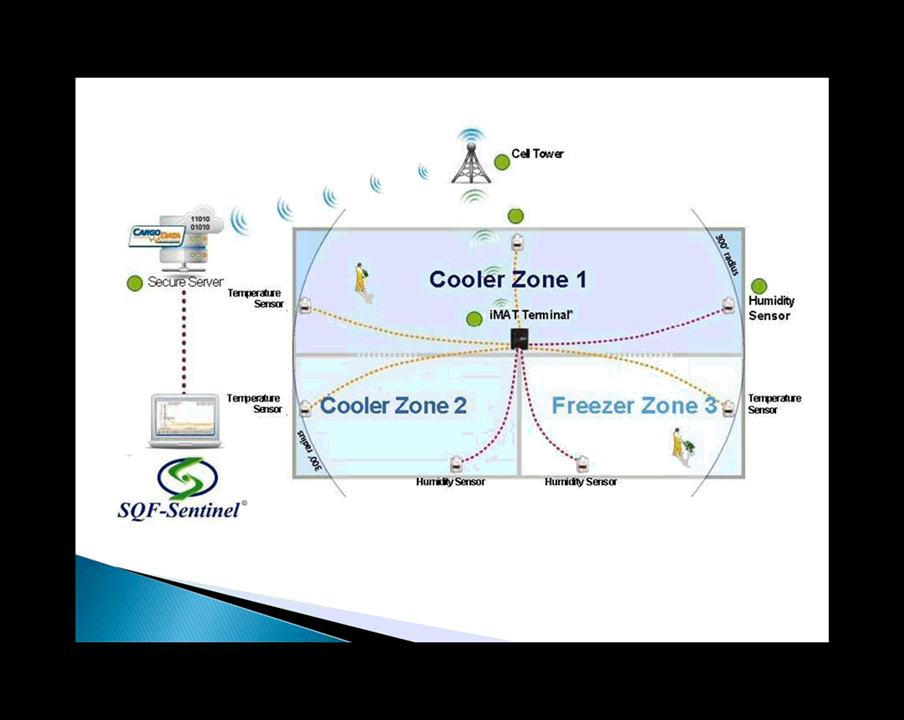 Cell Tower
11010
01010
CARGO DATA
Secure Server
300' radius
Cooler Zone 1
Temperature
Sensor
Humidity
Sensor
iMAT Terminal"
Temperature
Sensor
Cooler Zone 2
Freezer Zone 3
Temperature
Sensor
300' radius
Humidity Sensor
Humidity Sensor
SQF-Sentinel©